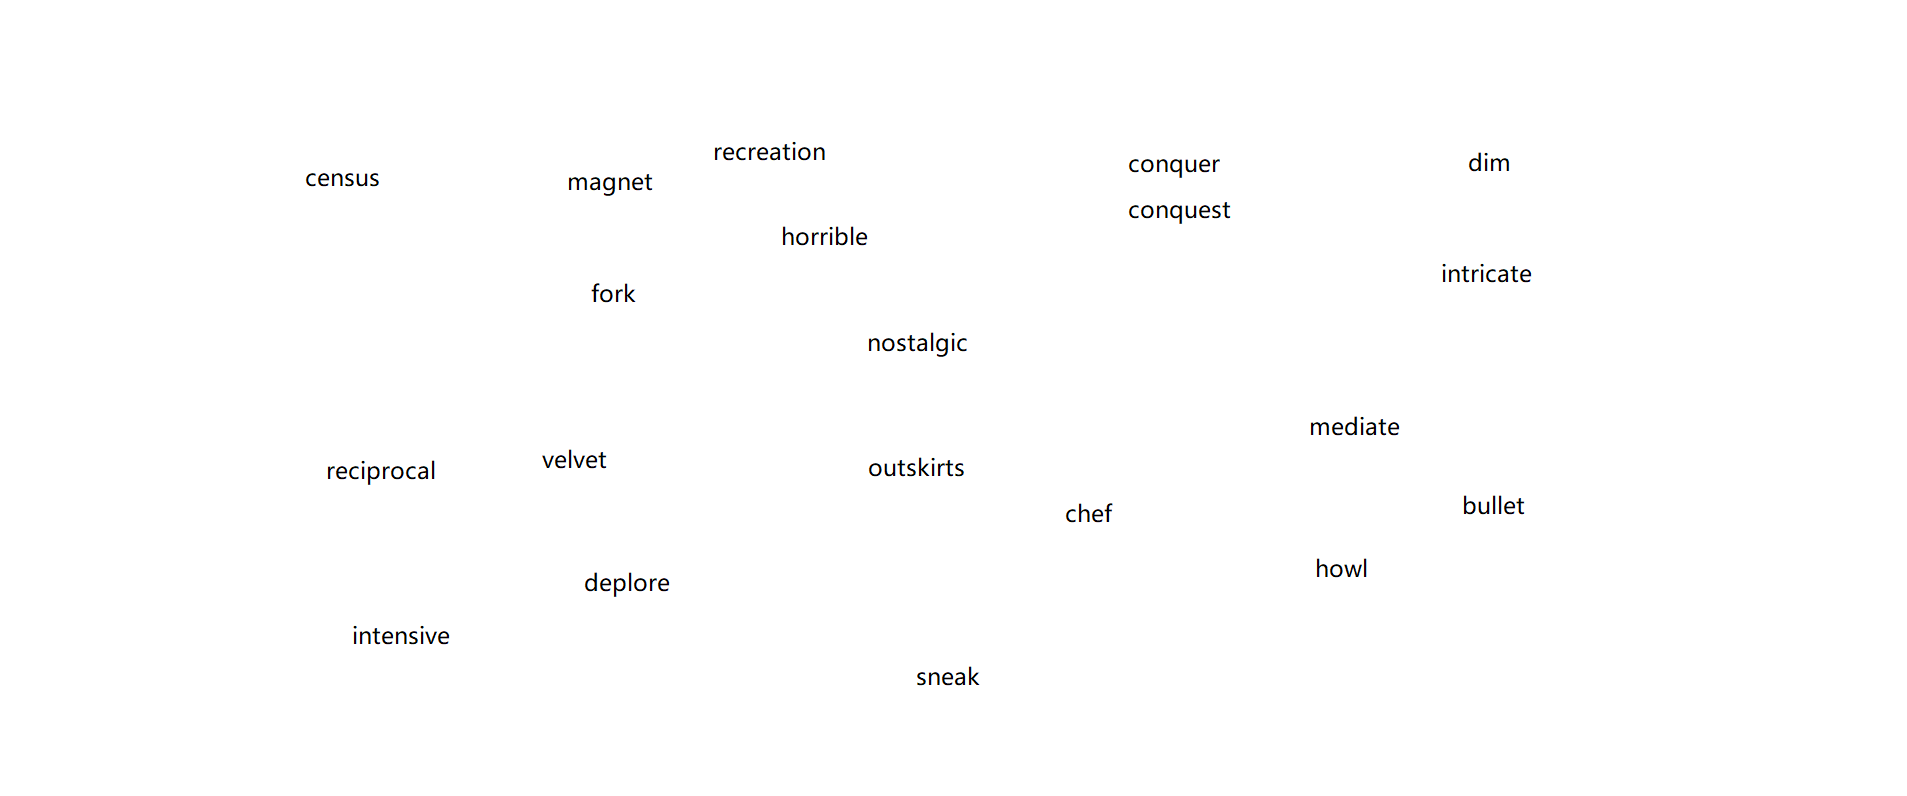 recreation
conquer
dim
census
magnet
conquest
horrible
intricate
fork
nostalgic
mediate
velvet
outskirts
reciprocal
bullet
chef
howl
deplore
intensive
sneak